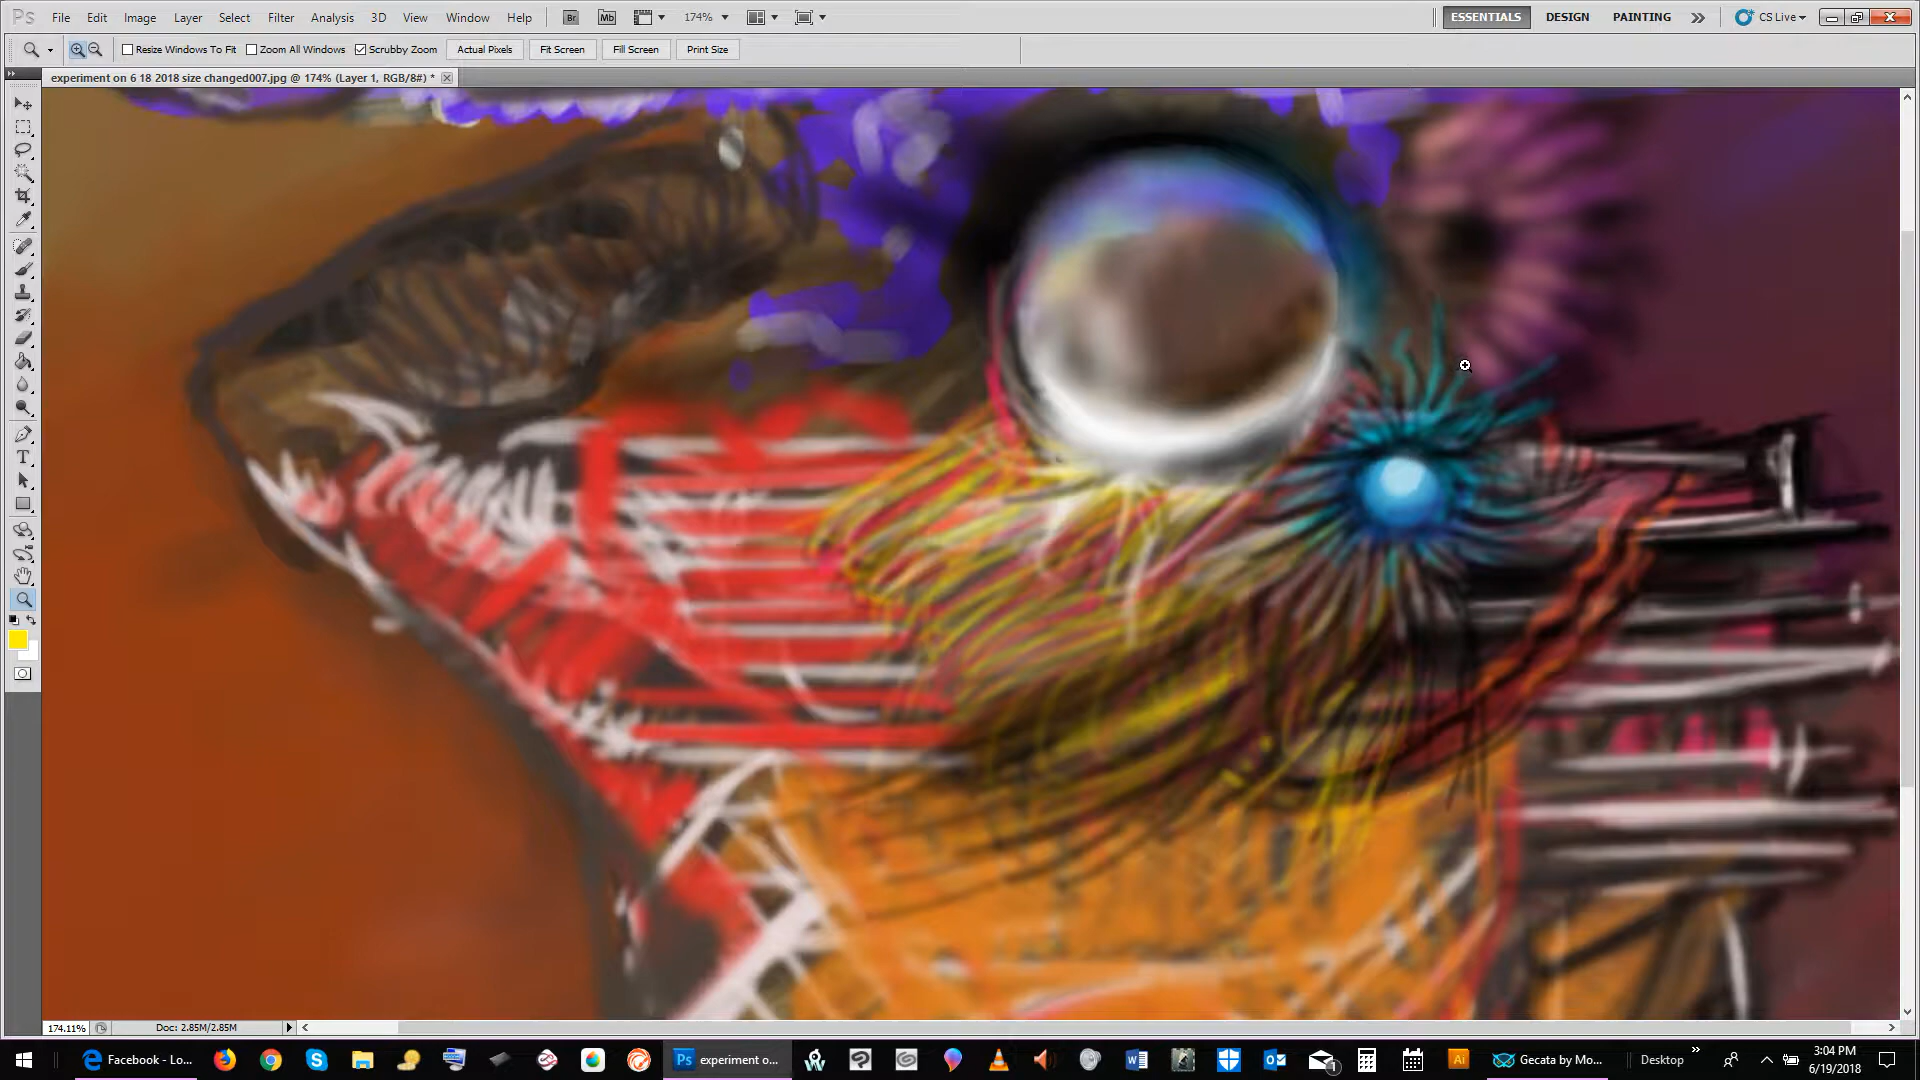 Ps File Edit Image Layer Select Filter Analysis 3D View Window Help Br Mb 174% ESSENTIALS DESIGN PAINTING CS Live
Resize Windows To Fit Zoom All Windows Scrubby Zoom Actual Pixels Fit Screen Fill Screen Print Size
experiment on 6 18 2018 size changed007.jpg @ 174% (Layer 1, RGB/8#) *
T
174.11% Doc: 2.85M/2.85M
Facebook - Lo... Ps experiment o... Ai Gecata by Mo... Desktop 3:04 PM
6/19/2018